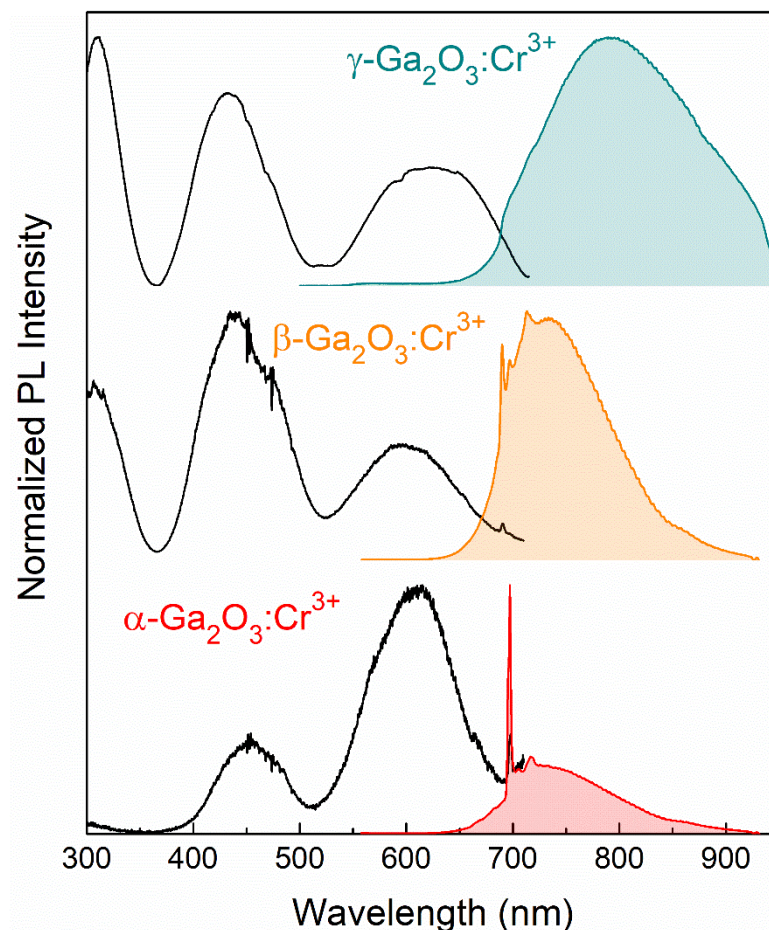 γ-Ga₂O₃:Cr³⁺
β-Ga₂O₃:Cr³⁺
α-Ga₂O₃:Cr³⁺
Normalized PL Intensity
300 400 500 600 700 800 900
Wavelength (nm)